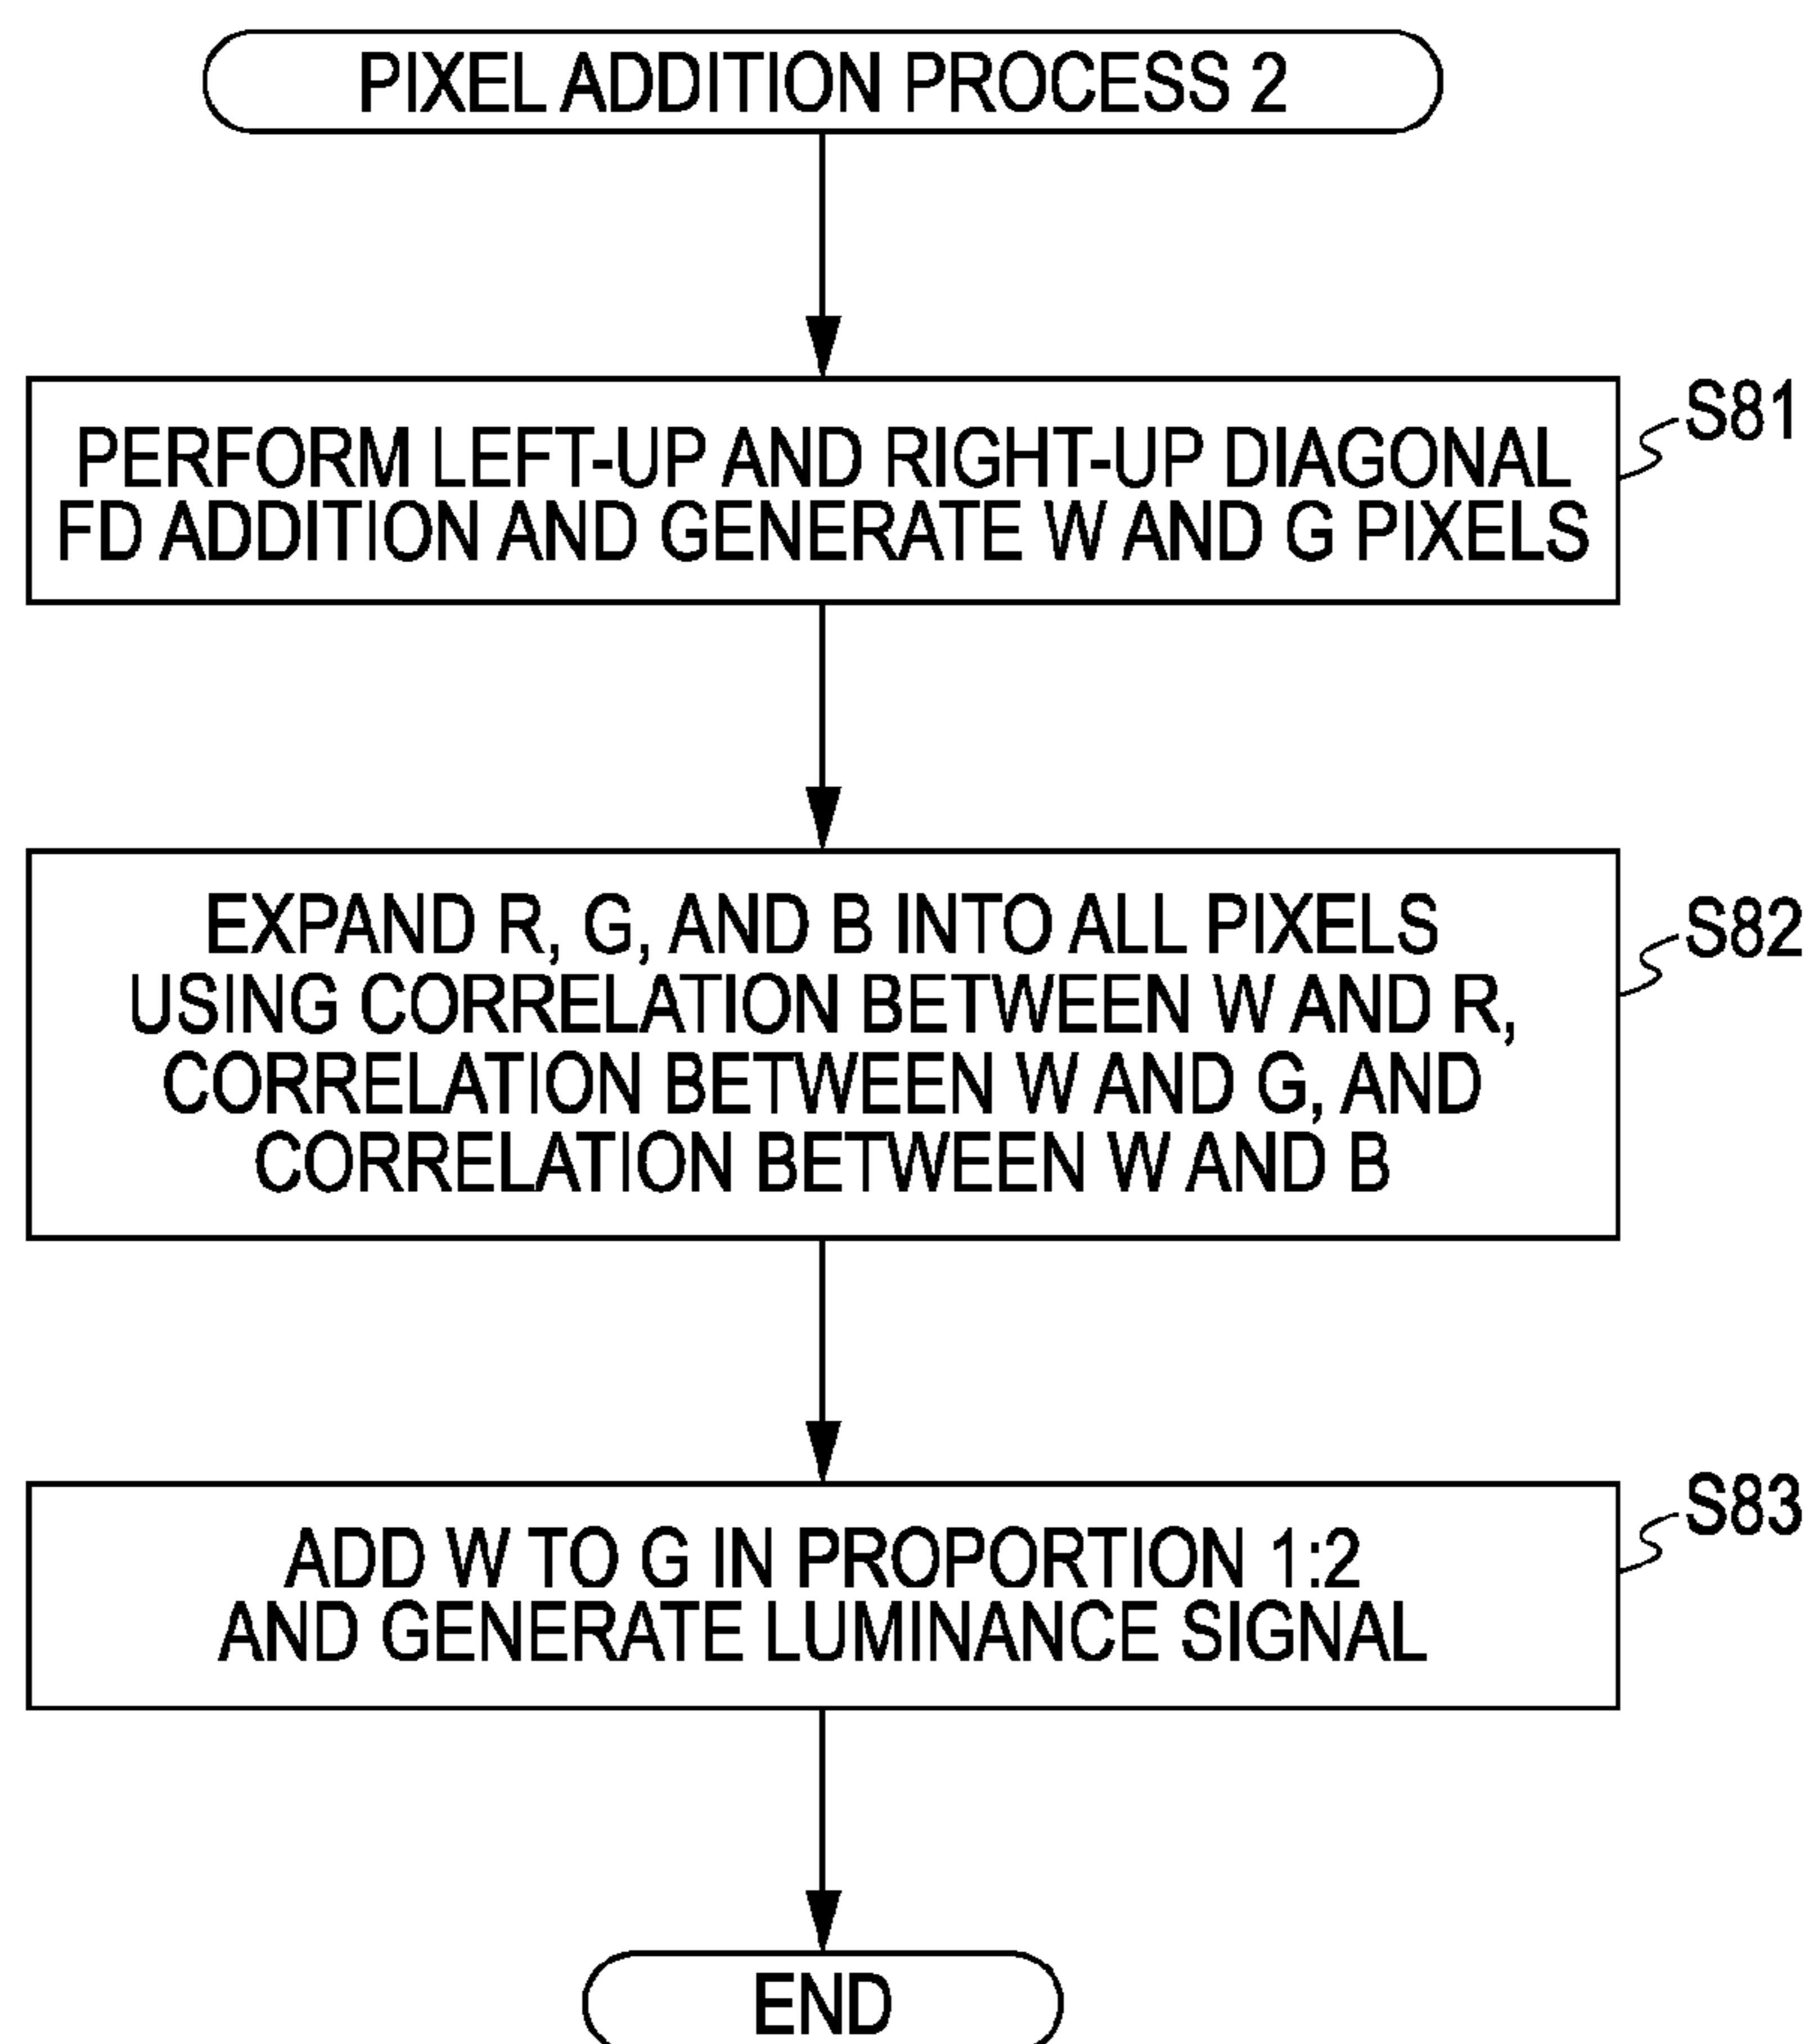 PIXEL ADDITION PROCESS 2
PERFORM LEFT-UP AND RIGHT-UP DIAGONAL
FD ADDITION AND GENERATE W AND G PIXELS
S81
EXPAND R, G, AND B INTO ALL PIXELS
USING CORRELATION BETWEEN W AND R,
CORRELATION BETWEEN W AND G, AND
CORRELATION BETWEEN W AND B
S82
ADD W TO G IN PROPORTION 1:2
AND GENERATE LUMINANCE SIGNAL
S83
END